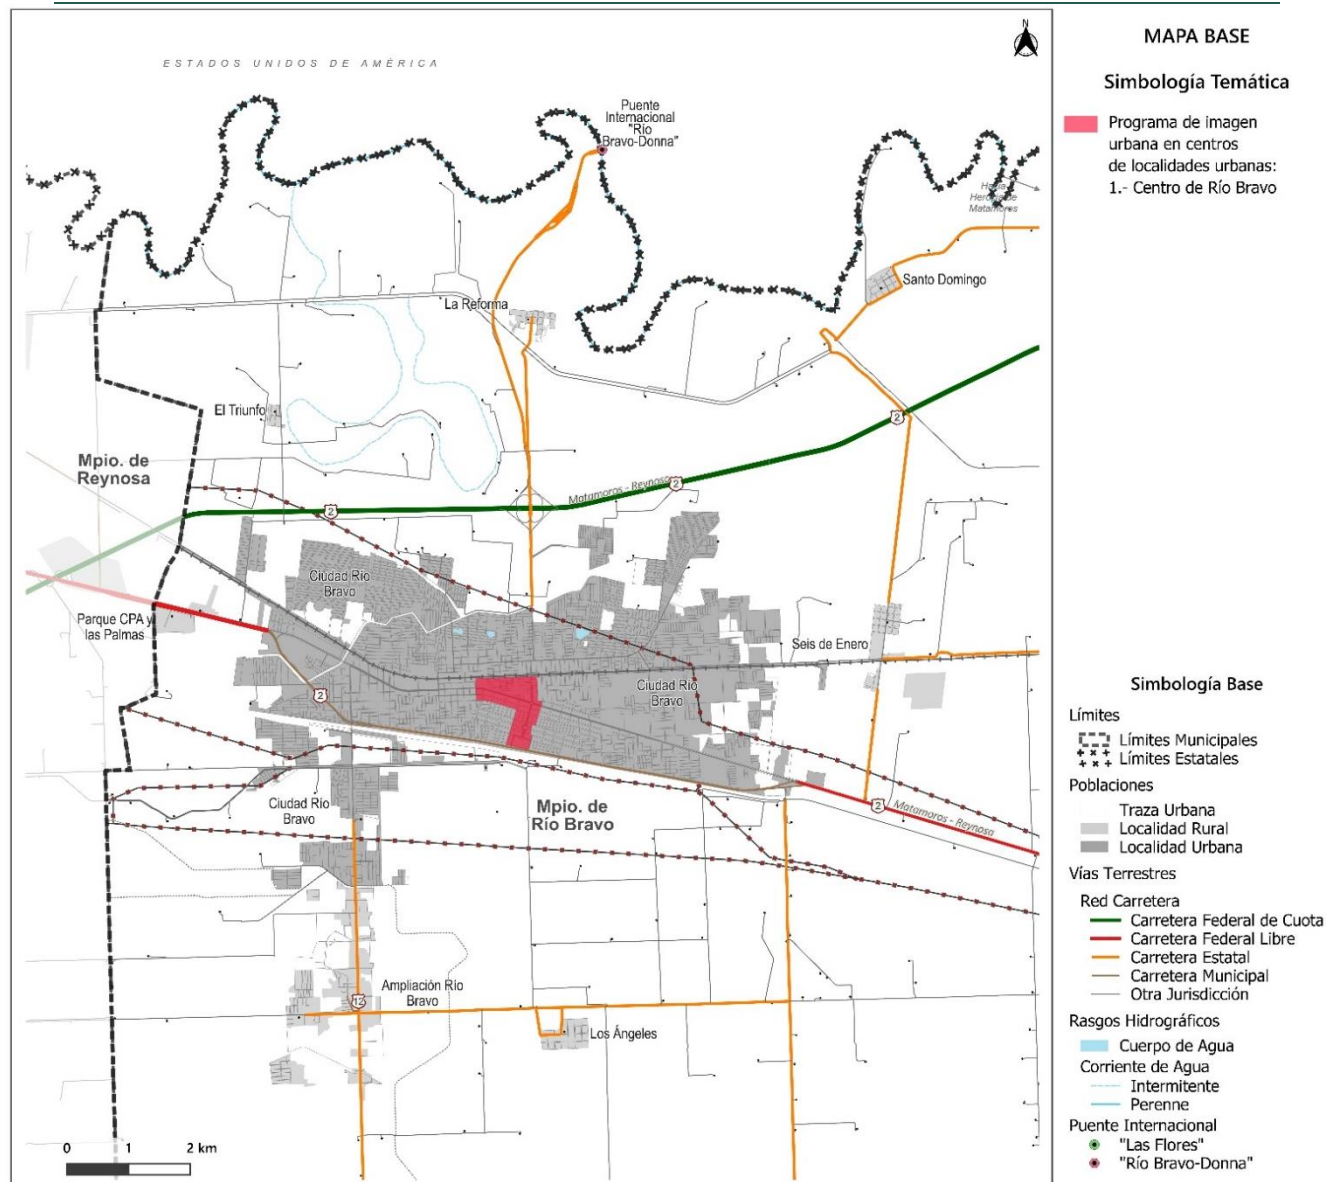 N
ESTADOS UNIDOS DE AMÉRICA
Puente
Internacional
"Río
Bravo-Donna"
Hacia
Heroica de
Matamoros
Santo Domingo
La Reforma
El Triunfo
2
Mpio. de
Reynosa
Matamoros - Reynosa
2
2
Ciudad Río
Bravo
Parque CPA y
las Palmas
Seis de Enero
Ciudad Río
Bravo
2
Ciudad Río
Bravo
Mpio. de
Río Bravo
2
Matamoros - Reynosa
Ampliación Río
Bravo
12
Los Ángeles
0 1 2 km
MAPA BASE
Simbología Temática
Programa de imagen
urbana en centros
de localidades urbanas:
1.- Centro de Río Bravo
Simbología Base
Límites
Límites Municipales
Límites Estatales
Poblaciones
Traza Urbana
Localidad Rural
Localidad Urbana
Vías Terrestres
Red Carretera
Carretera Federal de Cuota
Carretera Federal Libre
Carretera Estatal
Carretera Municipal
Otra Jurisdicción
Rasgos Hidrográficos
Cuerpo de Agua
Corriente de Agua
Intermitente
Perenne
Puente Internacional
"Las Flores"
"Río Bravo-Donna"